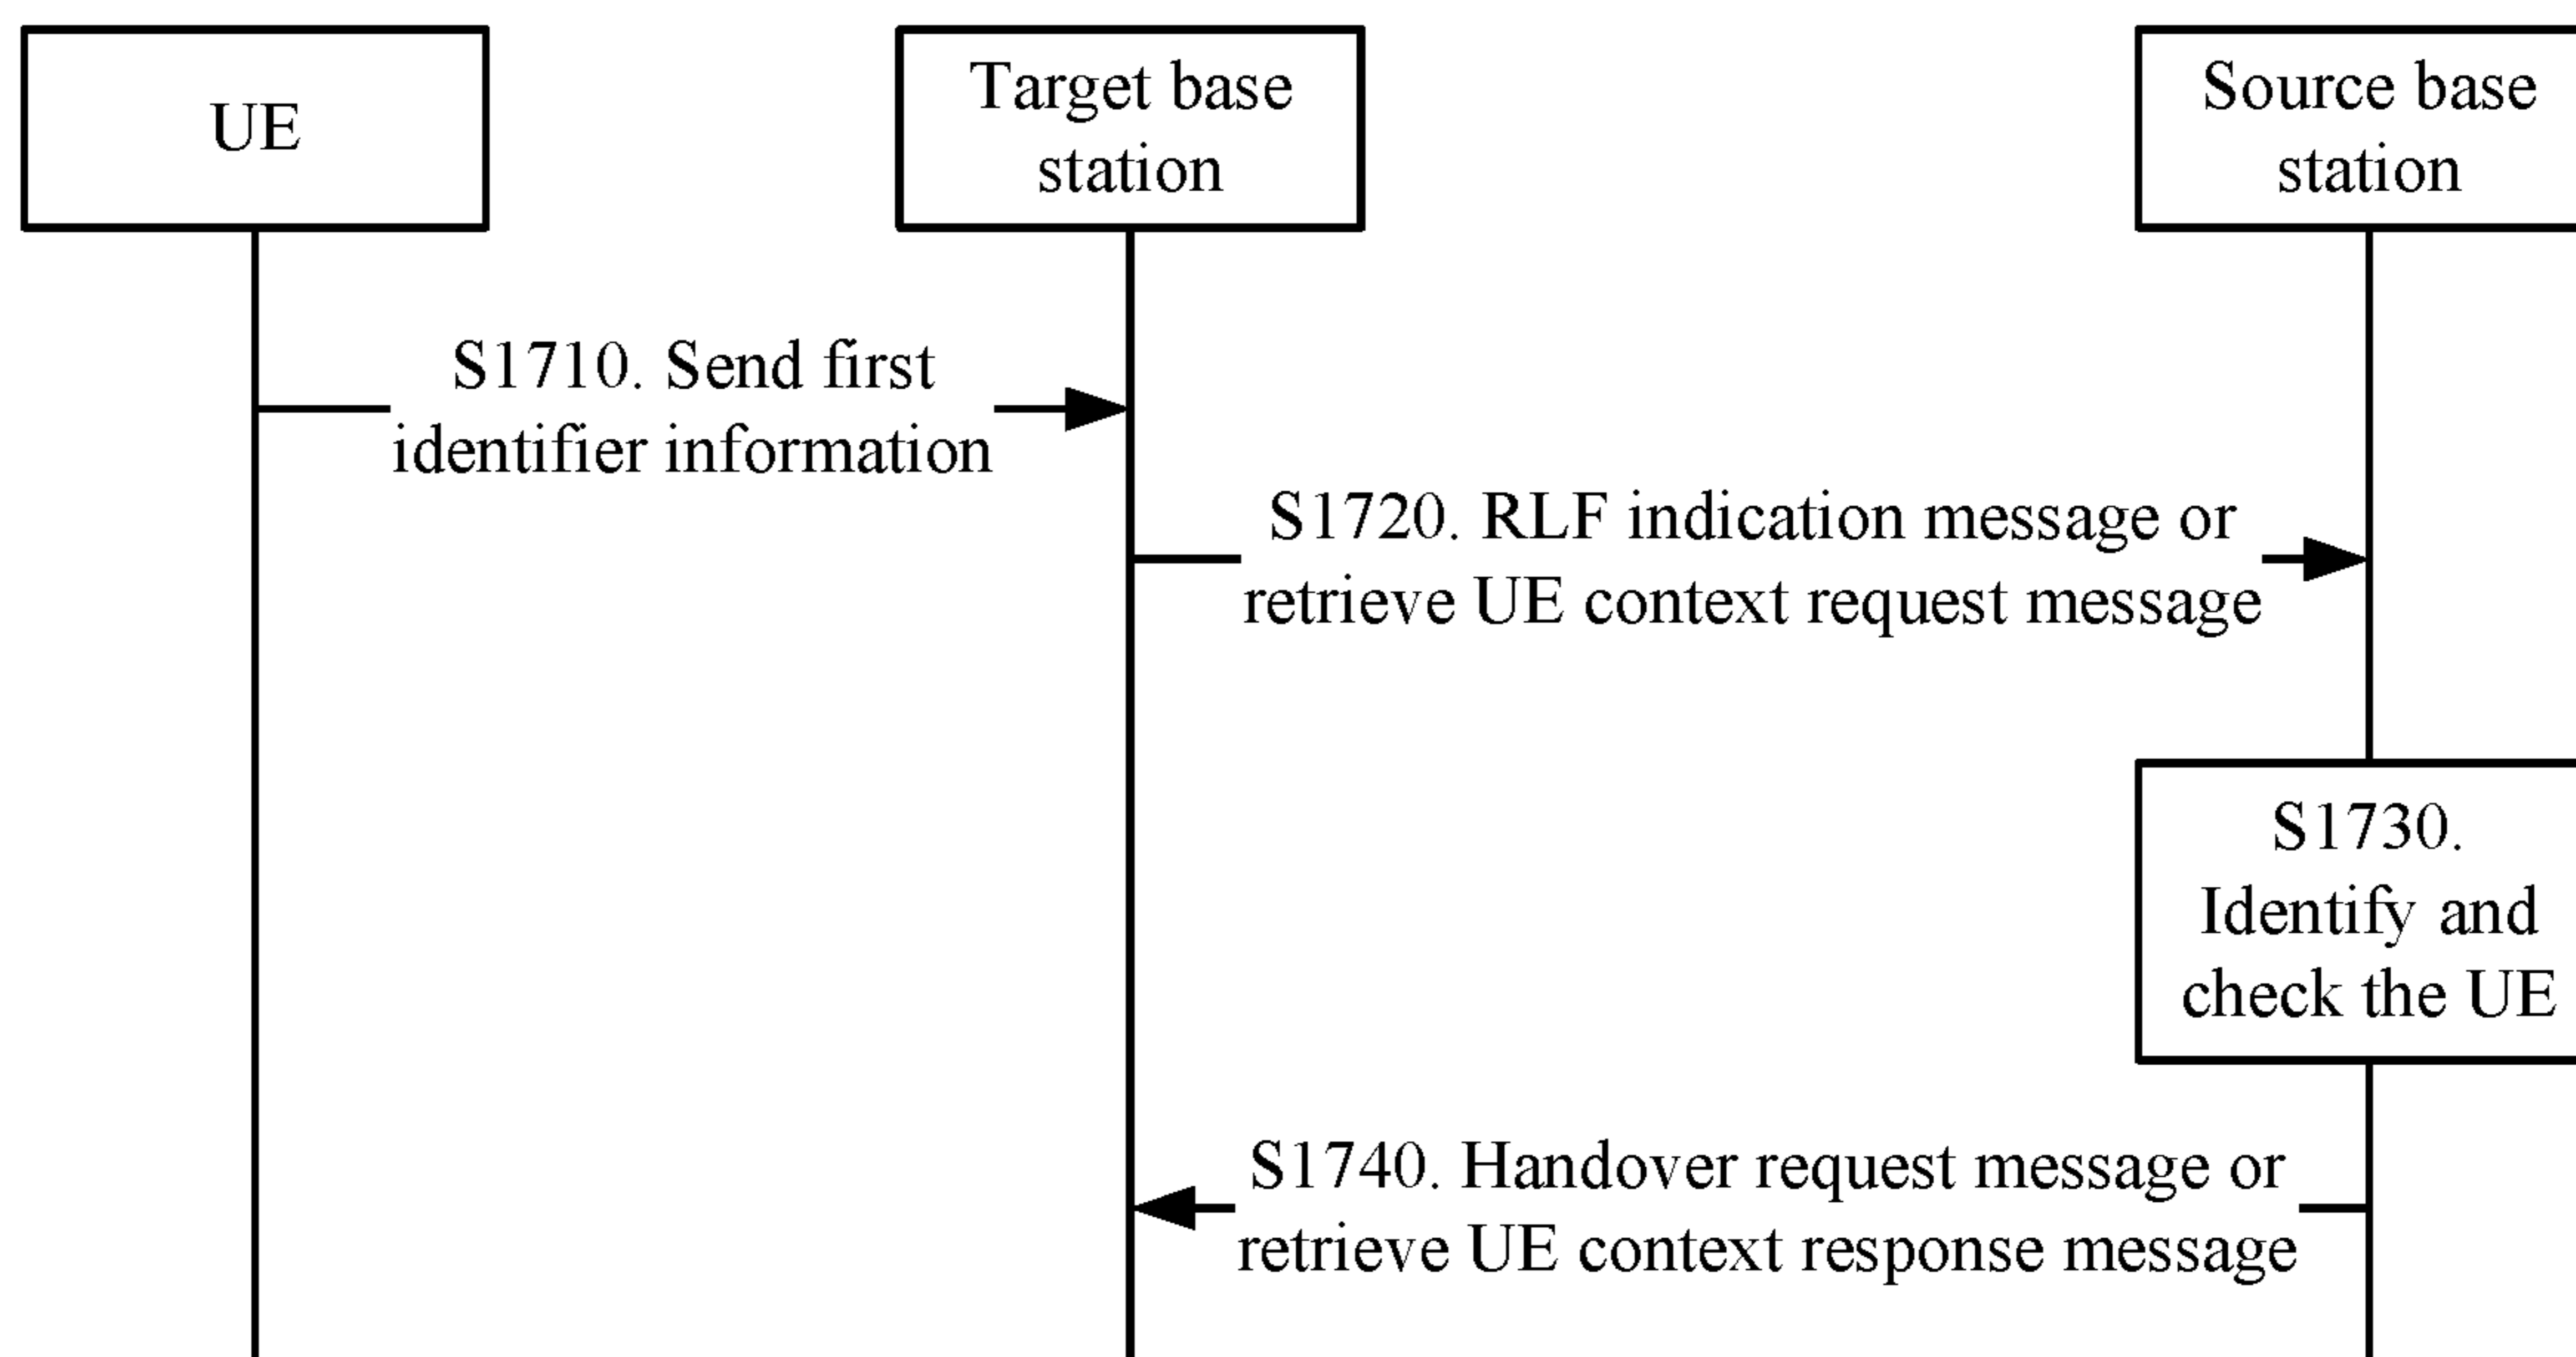 UE
Target base
station
Source base
station
S1710. Send first
identifier information
S1720. RLF indication message or
retrieve UE context request message
S1730.
Identify and
check the UE
S1740. Handover request message or
retrieve UE context response message